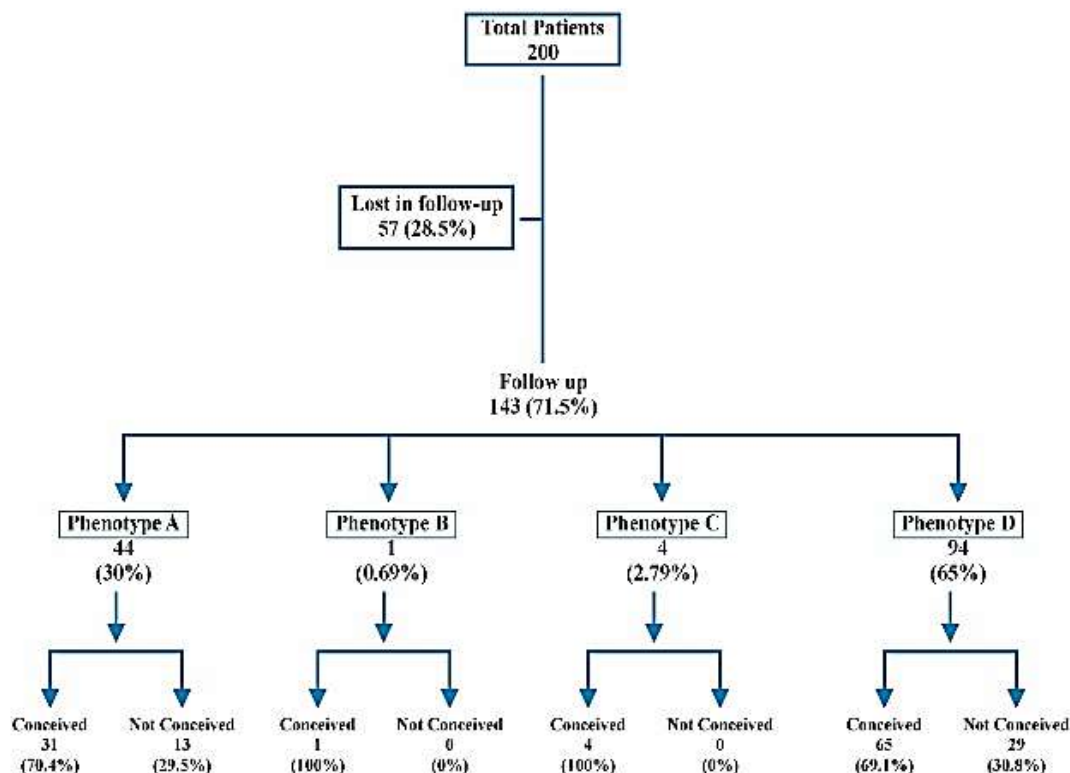 Total Patients
200
Lost in follow-up
57 (28.5%)
Follow up
143 (71.5%)
Phenotype A
44
(30%)
Phenotype B
1
(0.69%)
Phenotype C
4
(2.79%)
Phenotype D
94
(65%)
Conceived
31
(70.4%)
Not Conceived
13
(29.5%)
Conceived
1
(100%)
Not Conceived
0
(0%)
Conceived
4
(100%)
Not Conceived
0
(0%)
Conceived
65
(69.1%)
Not Conceived
29
(30.8%)